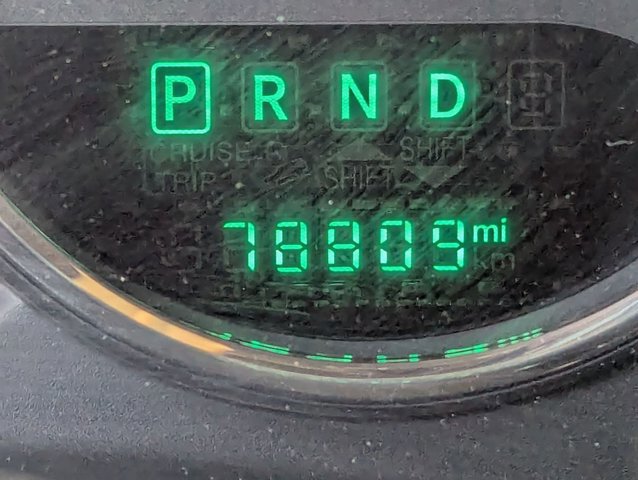 P R N D
CRUISE SHIFT
TRIP SHIFT
78809 mi
km